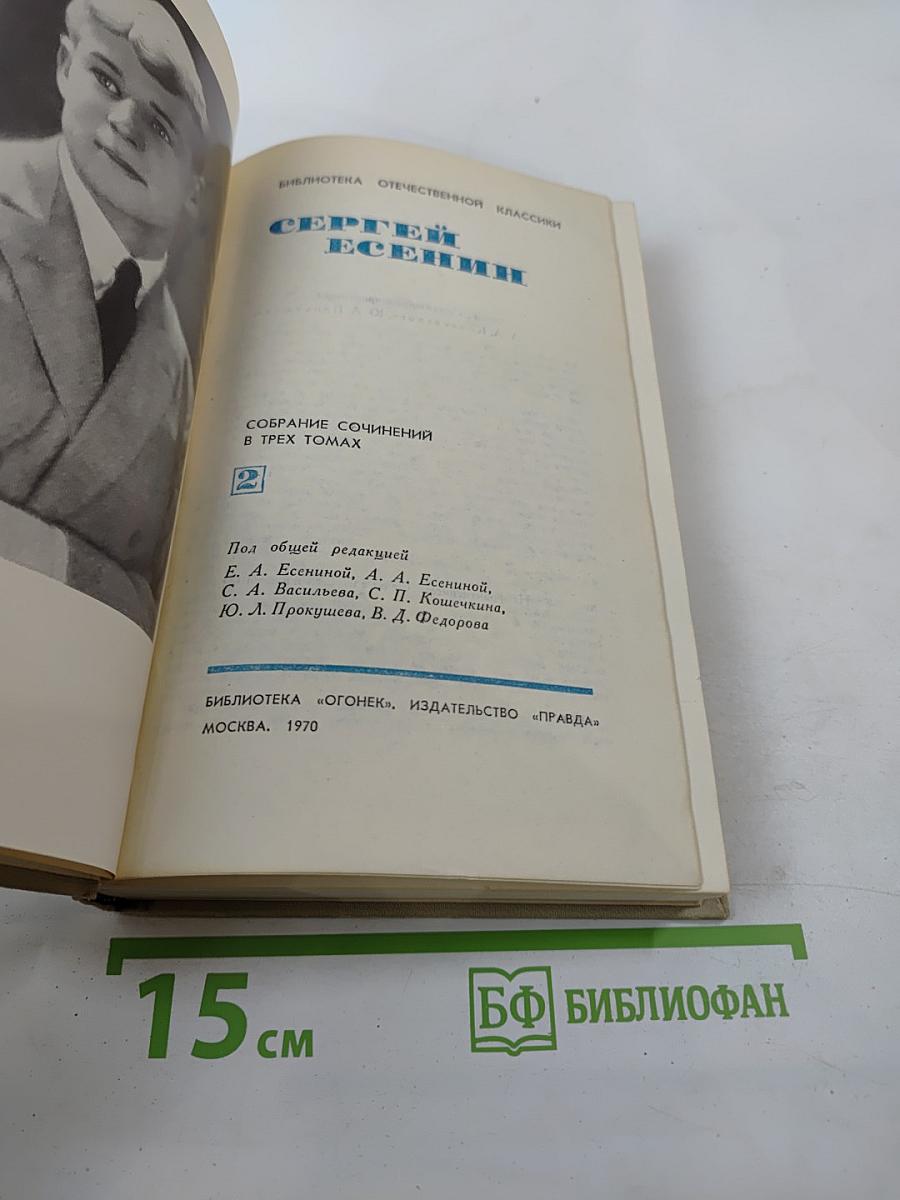 БИБЛИОТЕКА ОТЕЧЕСТВЕННОЙ КЛАССИКИ
СЕРГЕЙ
ЕСЕНИН
СОБРАНИЕ СОЧИНЕНИЙ
В ТРЕХ ТОМАХ
2
Под общей редакцией
Е. А. Есениной, А. А. Есениной,
С. А. Васильева, С. П. Кошечкина,
Ю. Л. Прокушева, В. Д. Федорова
БИБЛИОТЕКА «ОГОНЕК». ИЗДАТЕЛЬСТВО «ПРАВДА»
МОСКВА. 1970
15 см
БФ БИБЛИОФАН